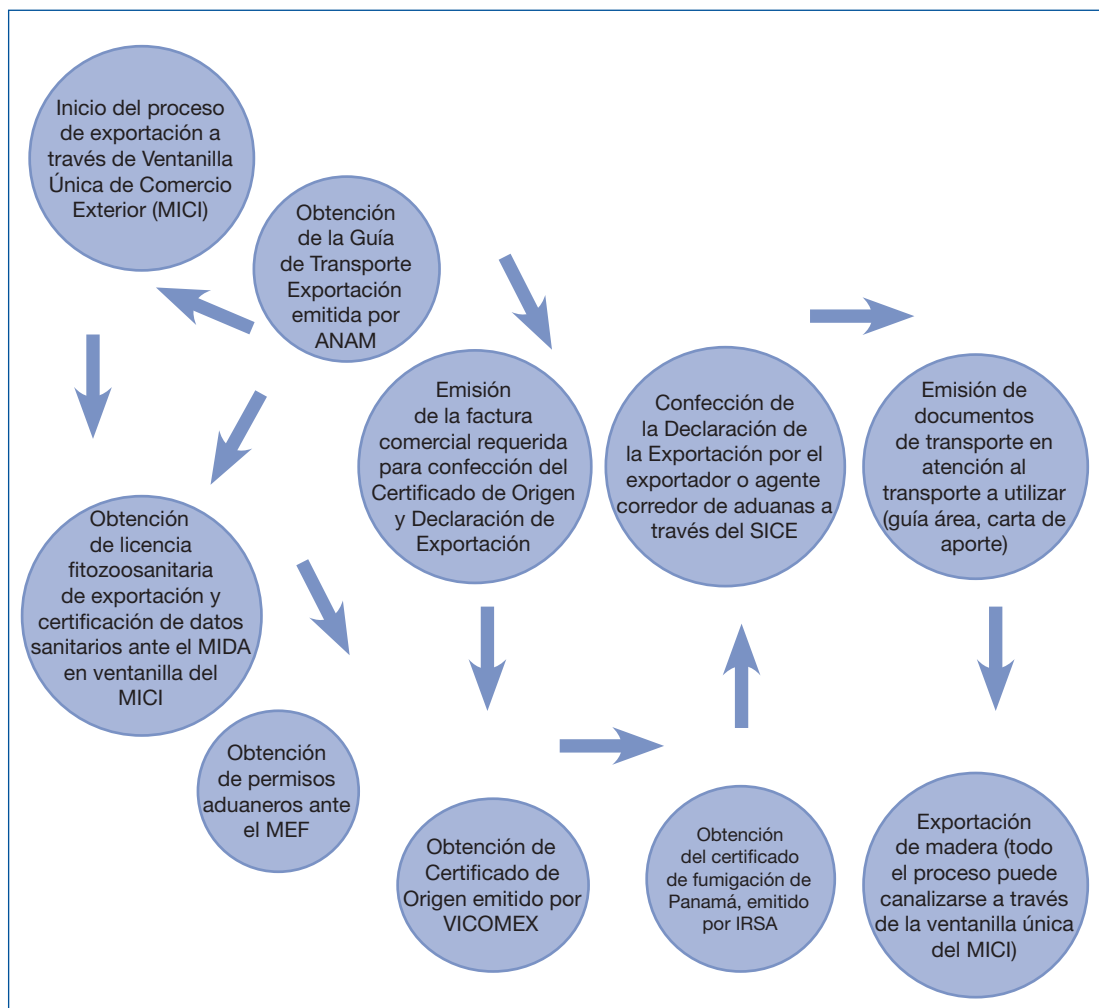 Inicio del proceso
de exportación a
través de Ventanilla
Única de Comercio
Exterior (MICI)
Obtención
de la Guía
de Transporte
Exportación
emitida por
ANAM
Obtención
de licencia
fitozoosanitaria
de exportación y
certificación de datos
sanitarios ante el MIDA
en ventanilla del
MICI
Obtención
de permisos
aduaneros ante
el MEF
Emisión
de la factura
comercial requerida
para confección del
Certificado de Origen
y Declaración de
Exportación
Obtención de
Certificado de
Origen emitido por
VICOMEX
Obtención
del certificado
de fumigación de
Panamá, emitido
por IRSA
Confección de
la Declaración de
la Exportación por el
exportador o agente
corredor de aduanas a
través del SICE
Emisión de
documentos
de transporte en
atención al
transporte a utilizar
(guía área, carta de
aporte)
Exportación
de madera (todo
el proceso puede
canalizarse a través
de la ventanilla única
del MICI)